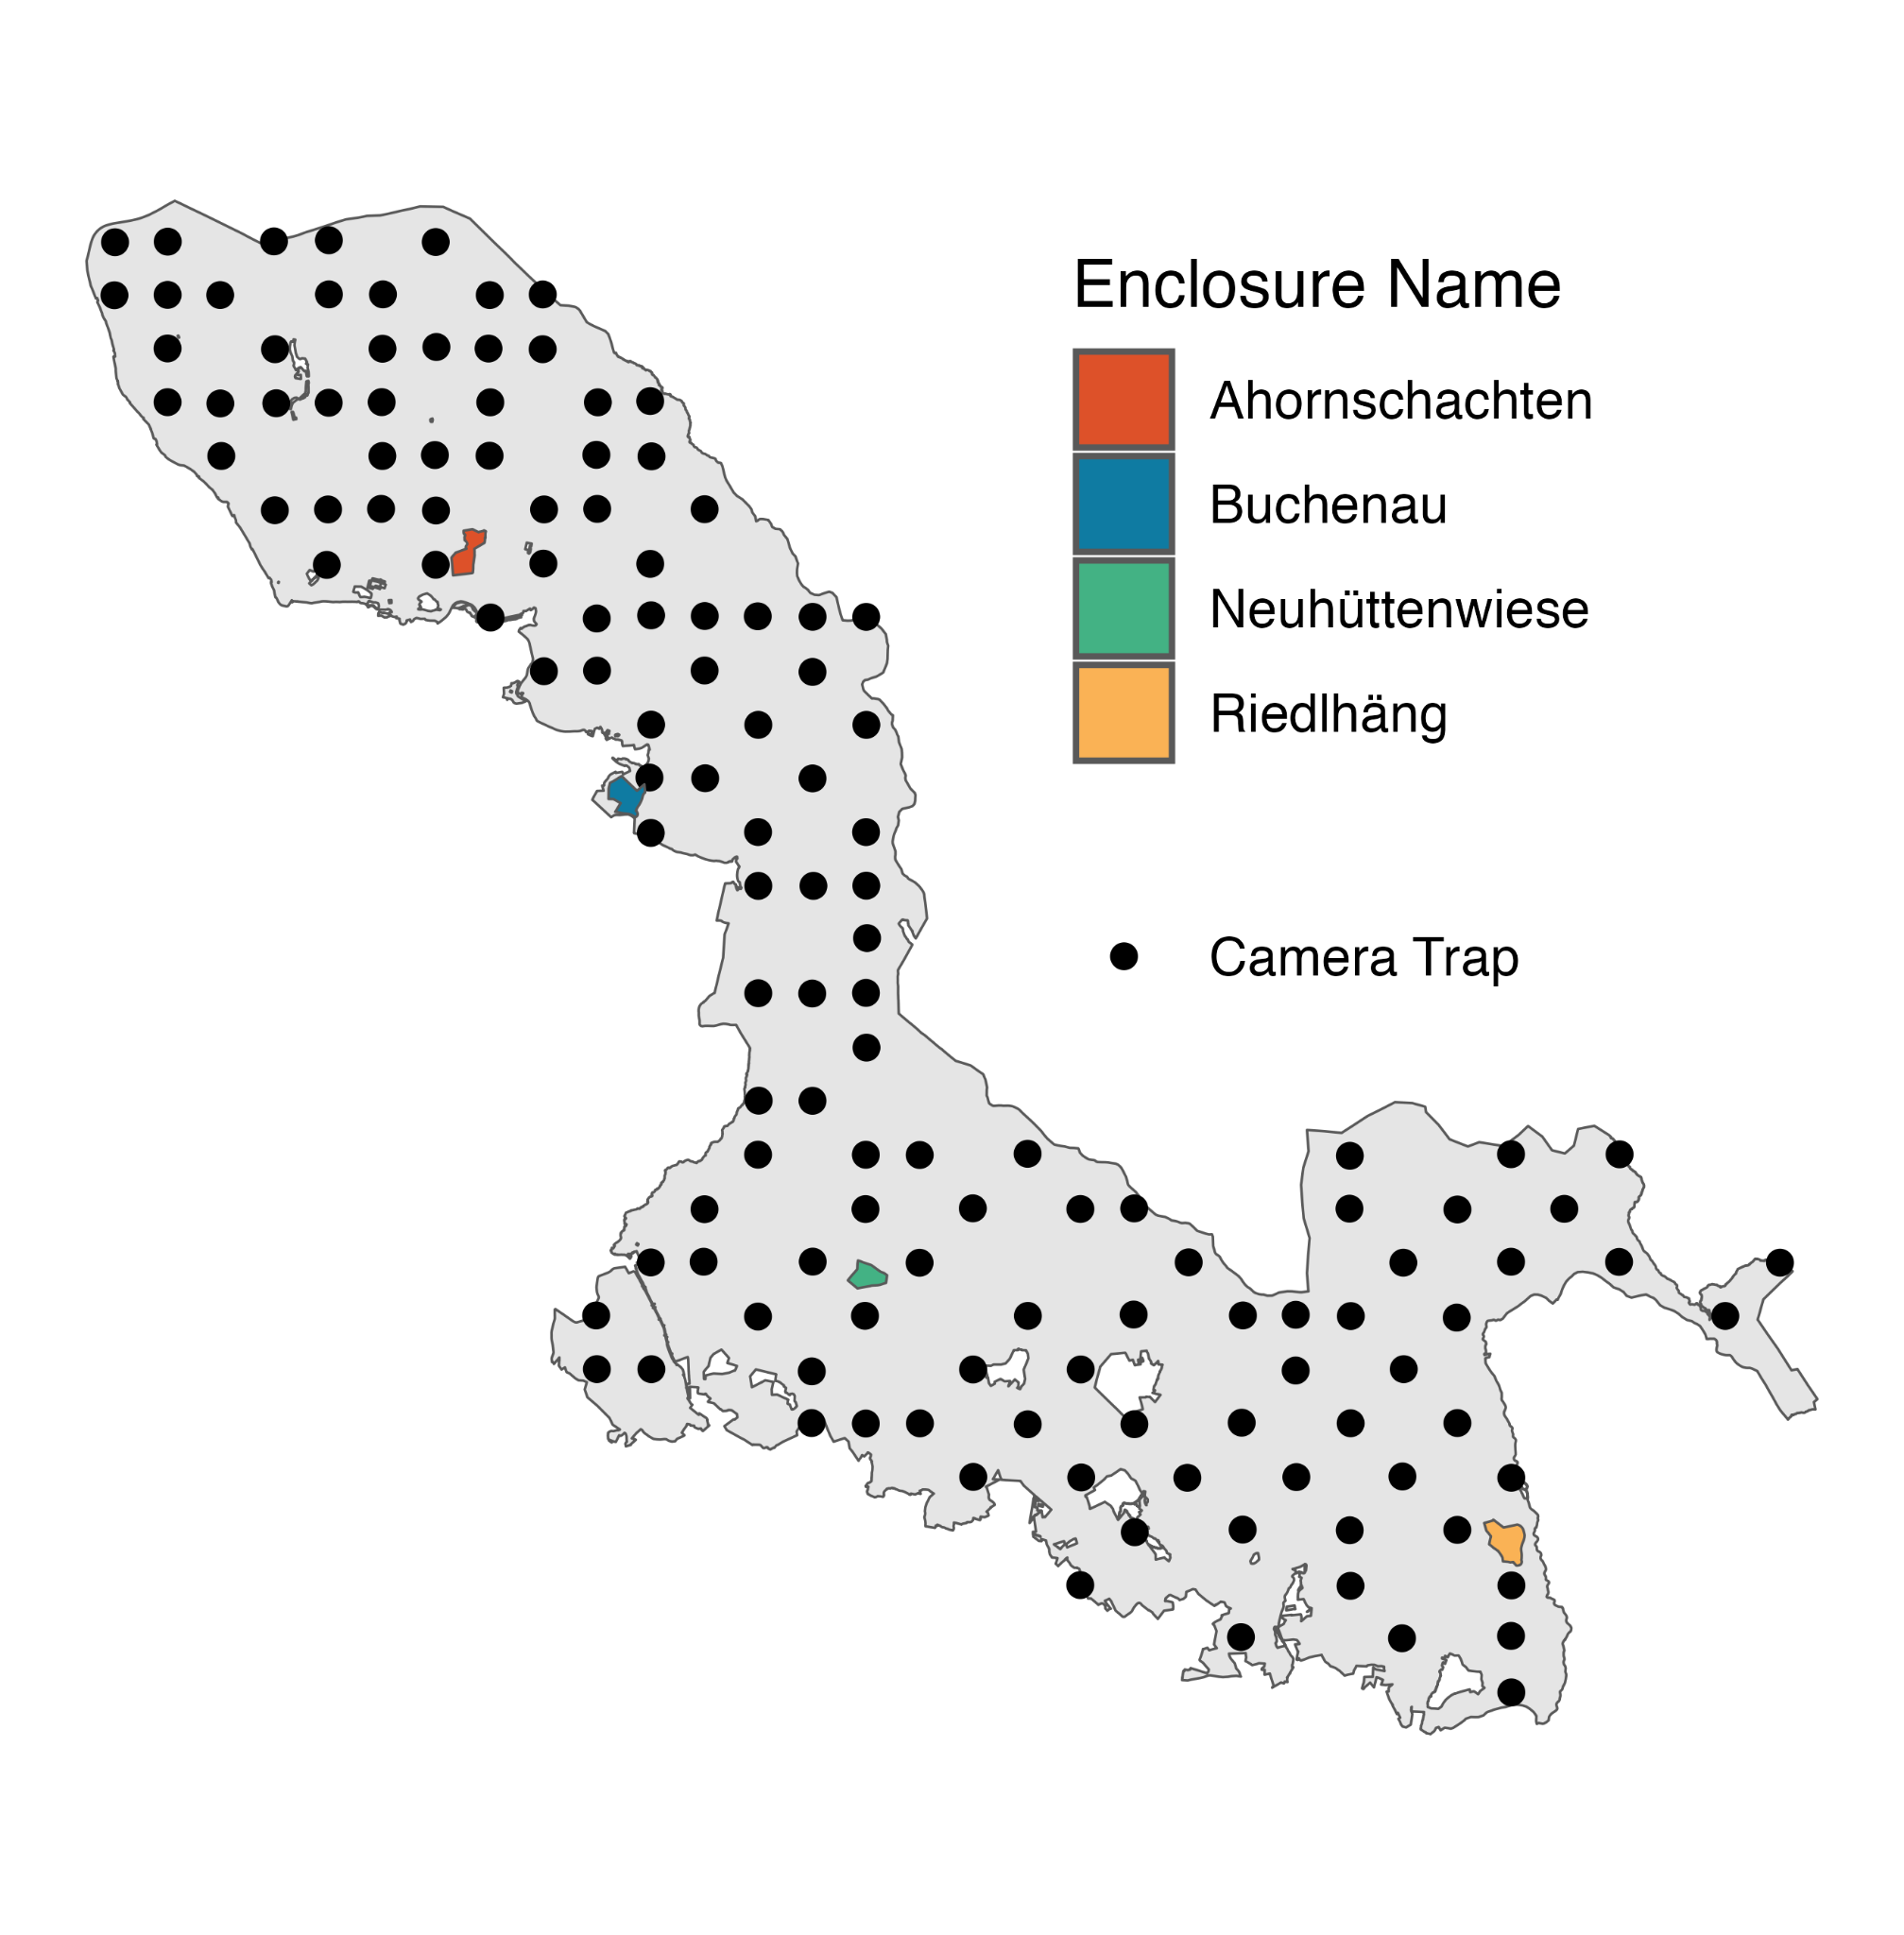 Enclosure Name
Ahornschachten
Buchenau
Neuhüttenwiese
Riedlhäng
Camera Trap